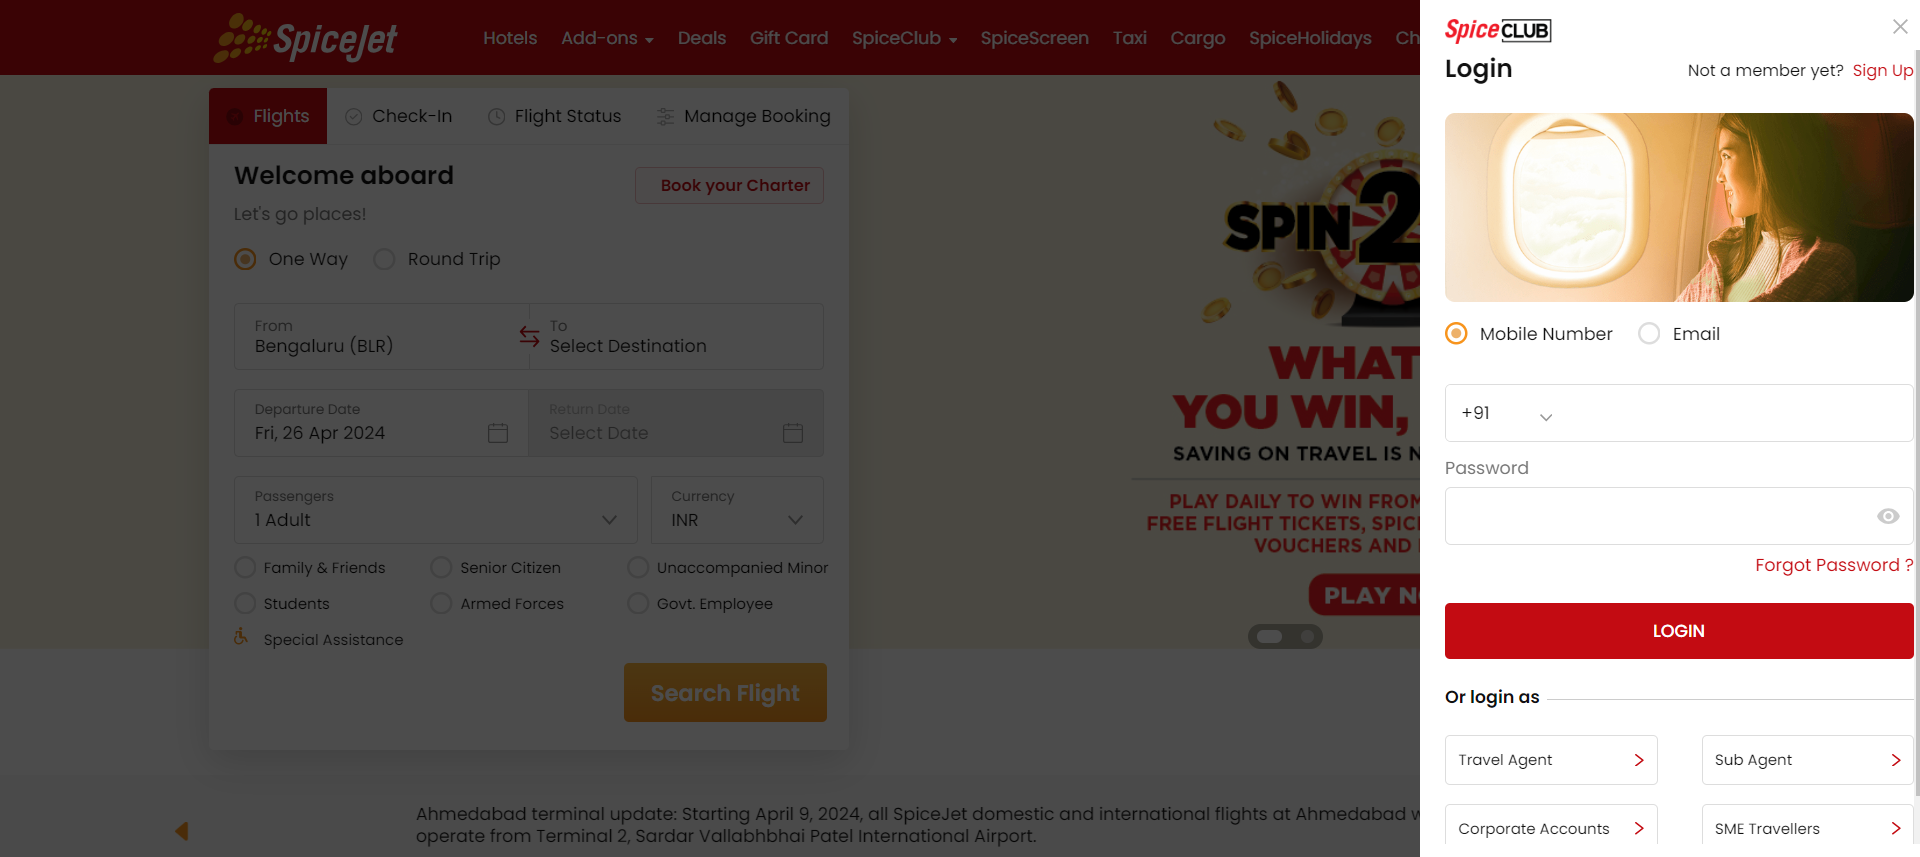 SpiceJet
Hotels Add-ons Deals Gift Card SpiceClub SpiceScreen Taxi Cargo SpiceHolidays Ch
Flights Check-In Flight Status Manage Booking
Welcome aboard
Book your Charter
Let's go places!
One Way Round Trip
From
Bengaluru (BLR)
To
Select Destination
Departure Date
Fri, 26 Apr 2024
Return Date
Select Date
Passengers
1 Adult
Currency
INR
Family & Friends Senior Citizen Unaccompanied Minor
Students Armed Forces Govt. Employee
Special Assistance
Search Flight
SPIN 2
WHAT
YOU WIN,
SAVING ON TRAVEL IS N
PLAY DAILY TO WIN FROM
FREE FLIGHT TICKETS, SPIC
VOUCHERS AND
PLAY N
Ahmedabad terminal update: Starting April 9, 2024, all SpiceJet domestic and international flights at Ahmedabad w
operate from Terminal 2, Sardar Vallabhbhai Patel International Airport.
SpiceCLUB
Login
Not a member yet? Sign Up
Mobile Number Email
+91
Password
Forgot Password ?
LOGIN
Or login as
Travel Agent Sub Agent
Corporate Accounts SME Travellers